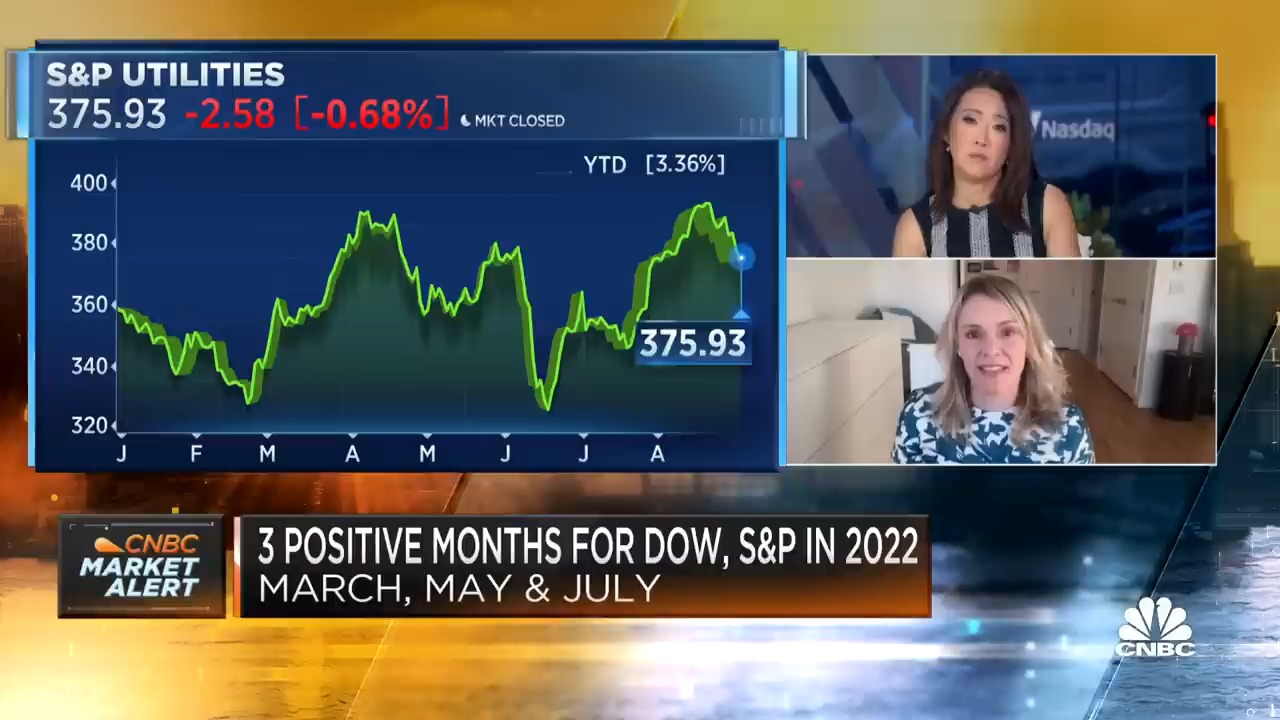 S&P UTILITIES
375.93 -2.58 [-0.68%] MKT CLOSED
YTD [3.36%]
400
380
360
340
320
375.93
J F M A M J J A
Nasdaq
CNBC
MARKET
ALERT
3 POSITIVE MONTHS FOR DOW, S&P IN 2022
MARCH, MAY & JULY
CNBC